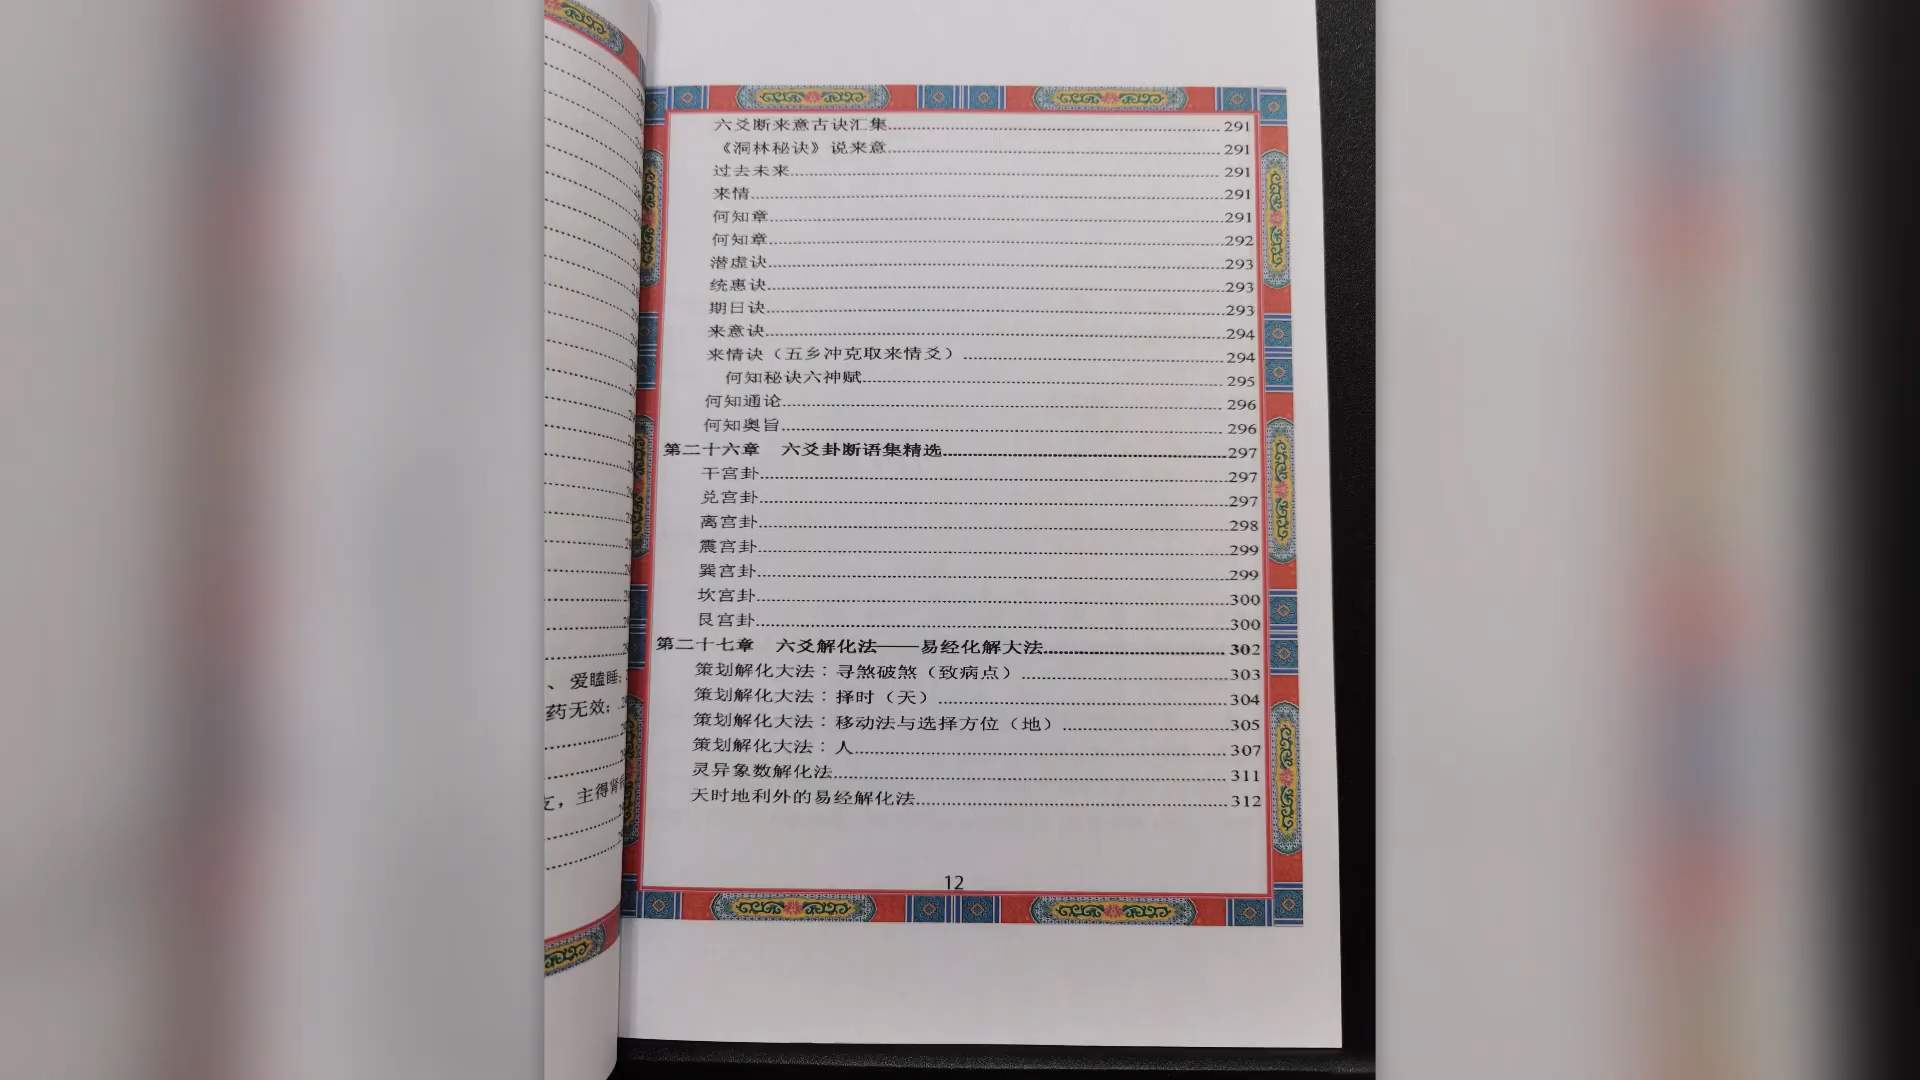 、爱瞌睡;
药无效;
，主得肾
六爻断来意古诀汇集 291
《洞林秘诀》说来意 291
过去未来 291
来情 291
何知章 291
何知章 292
潜虚诀 293
统惠诀 293
期日诀 293
来意诀 294
来情诀（五乡冲克取来情爻） 294
何知秘诀六神赋 295
何知通论 296
何知奥旨 296
第二十六章 六爻卦断语集精选 297
干宫卦 297
兑宫卦 297
离宫卦 298
震宫卦 299
巽宫卦 299
坎宫卦 300
艮宫卦 300
第二十七章 六爻解化法——易经化解大法 302
策划解化大法：寻煞破煞（致病点） 303
策划解化大法：择时（天） 304
策划解化大法：移动法与选择方位（地） 305
策划解化大法：人 307
灵异象数解化法 311
天时地利外的易经解化法 312
12